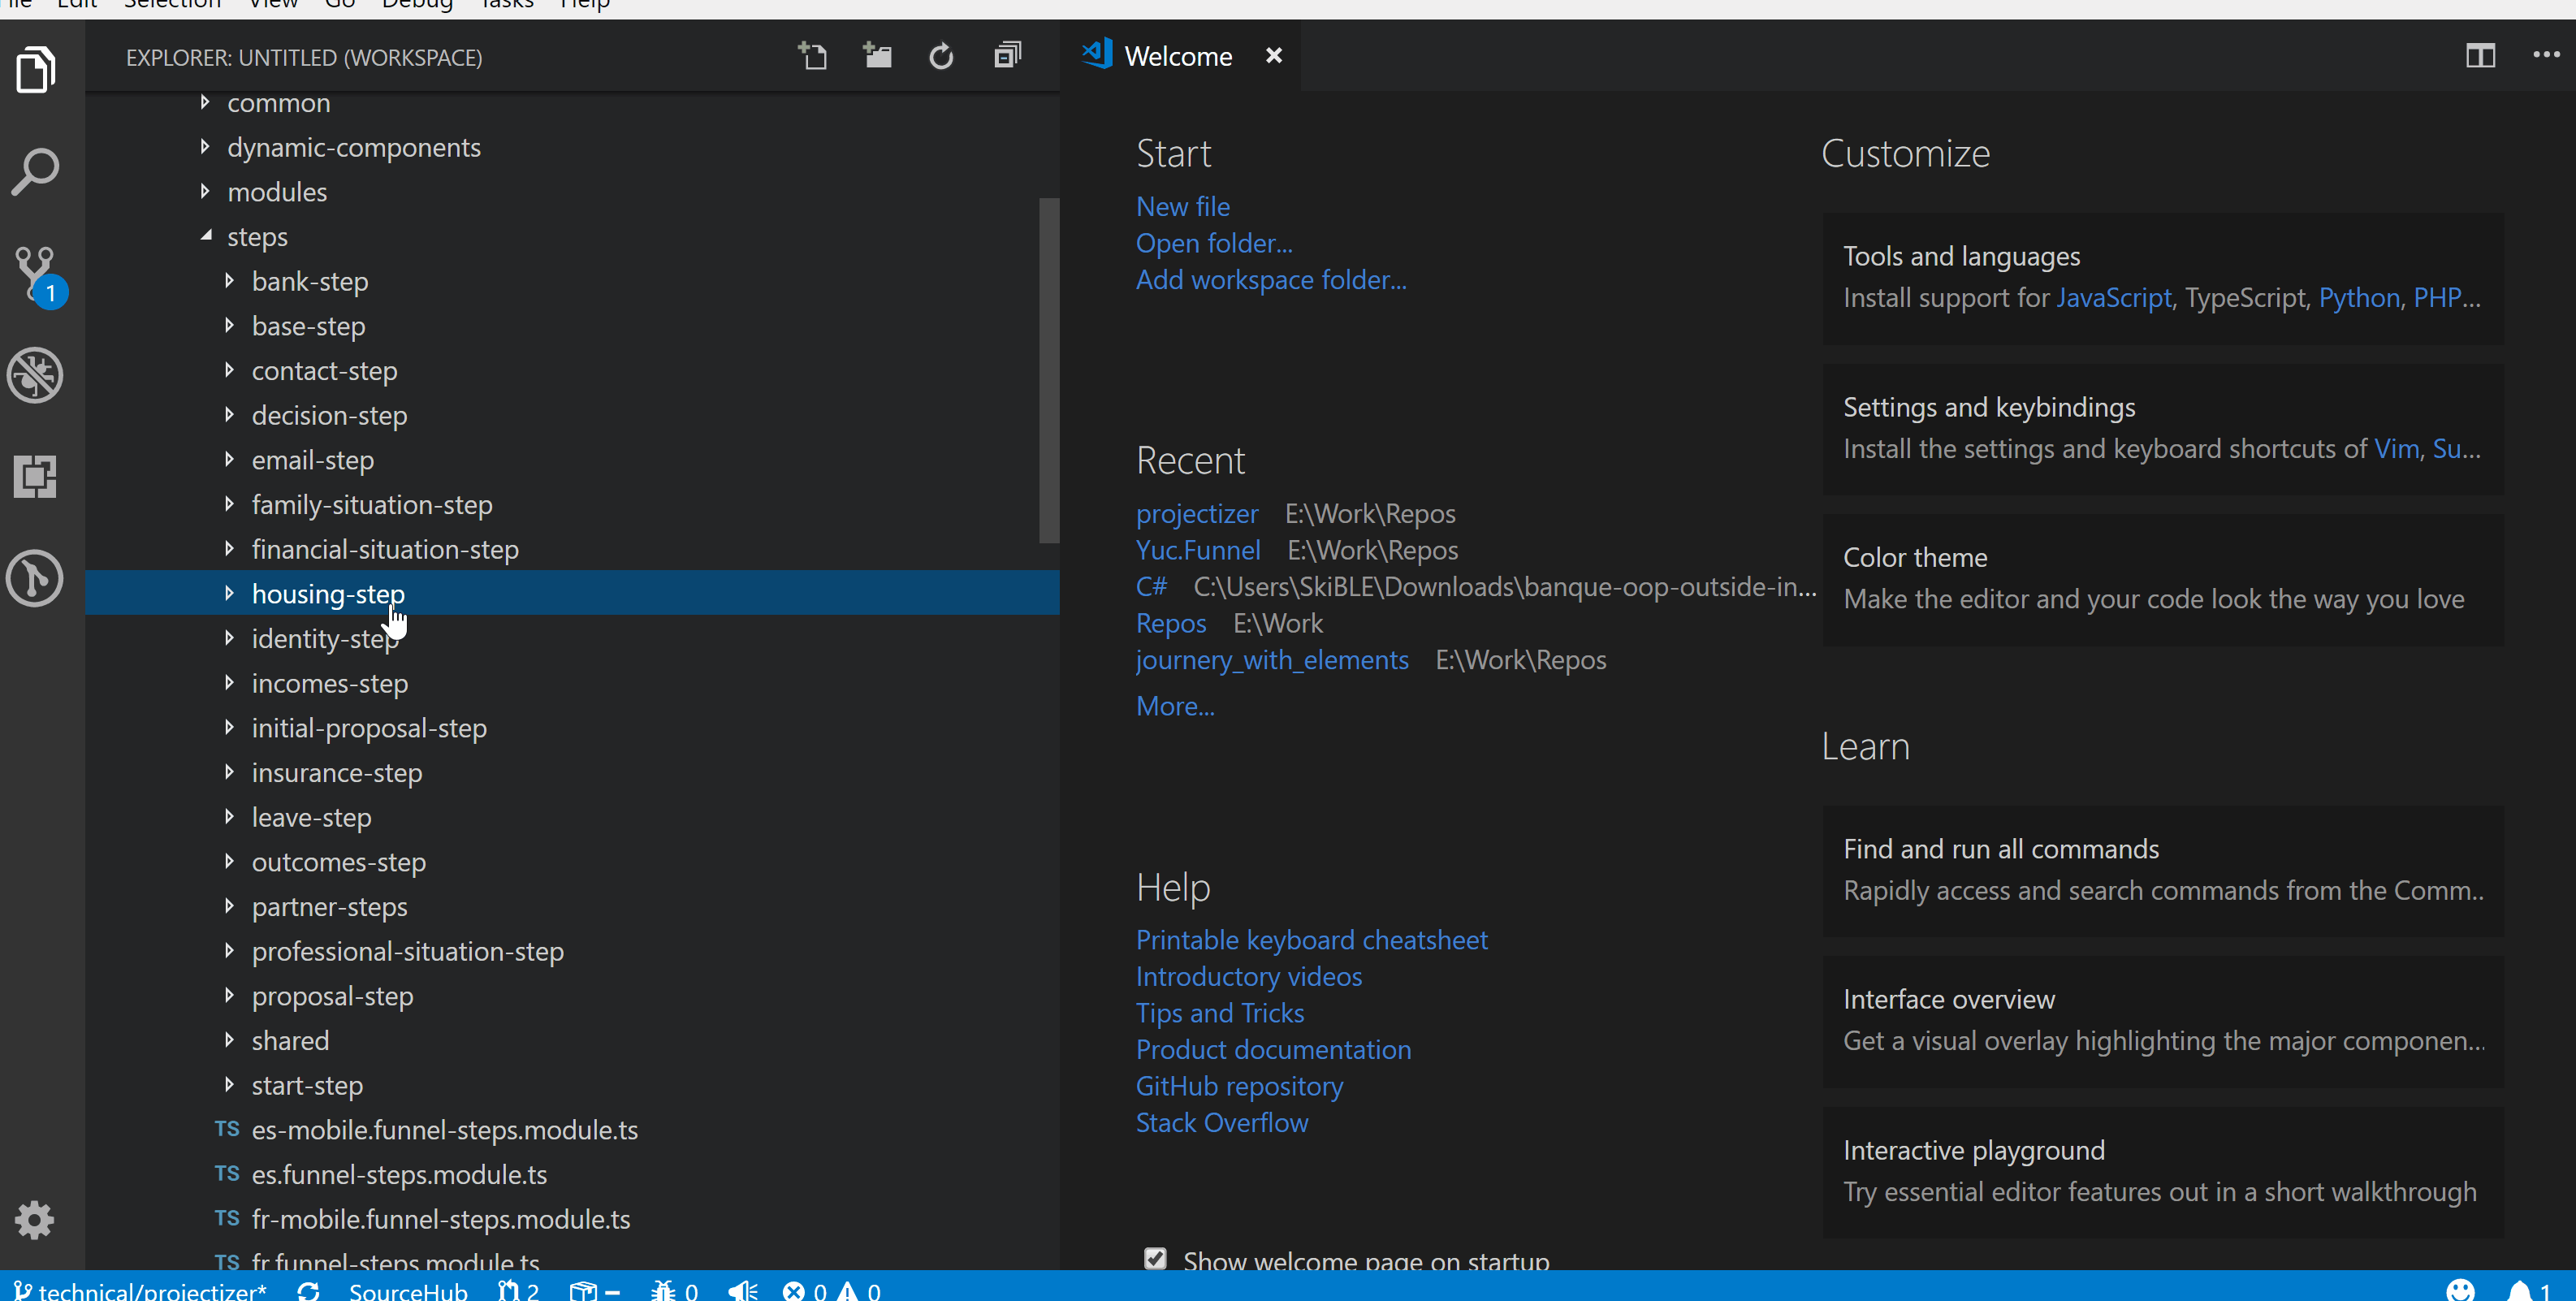 File Edit Selection View Go Debug Tasks Help
EXPLORER: UNTITLED (WORKSPACE)
common
dynamic-components
modules
steps
bank-step
base-step
contact-step
decision-step
email-step
family-situation-step
financial-situation-step
housing-step
identity-step
incomes-step
initial-proposal-step
insurance-step
leave-step
outcomes-step
partner-steps
professional-situation-step
proposal-step
shared
start-step
TS es-mobile.funnel-steps.module.ts
TS es.funnel-steps.module.ts
TS fr-mobile.funnel-steps.module.ts
TS fr.funnel-steps.module.ts
1
Welcome
Start
New file
Open folder...
Add workspace folder...
Recent
projectizer E:\Work\Repos
Yuc.Funnel E:\Work\Repos
C# C:\Users\SkiBLE\Downloads\banque-oop-outside-in...
Repos E:\Work
journery_with_elements E:\Work\Repos
More...
Help
Printable keyboard cheatsheet
Introductory videos
Tips and Tricks
Product documentation
GitHub repository
Stack Overflow
Show welcome page on startup
Customize
Tools and languages
Install support for JavaScript, TypeScript, Python, PHP...
Settings and keybindings
Install the settings and keyboard shortcuts of Vim, Su...
Color theme
Make the editor and your code look the way you love
Learn
Find and run all commands
Rapidly access and search commands from the Comm..
Interface overview
Get a visual overlay highlighting the major componen...
Interactive playground
Try essential editor features out in a short walkthrough
technical/projectizer* SourceHub 2 0 0 0 1